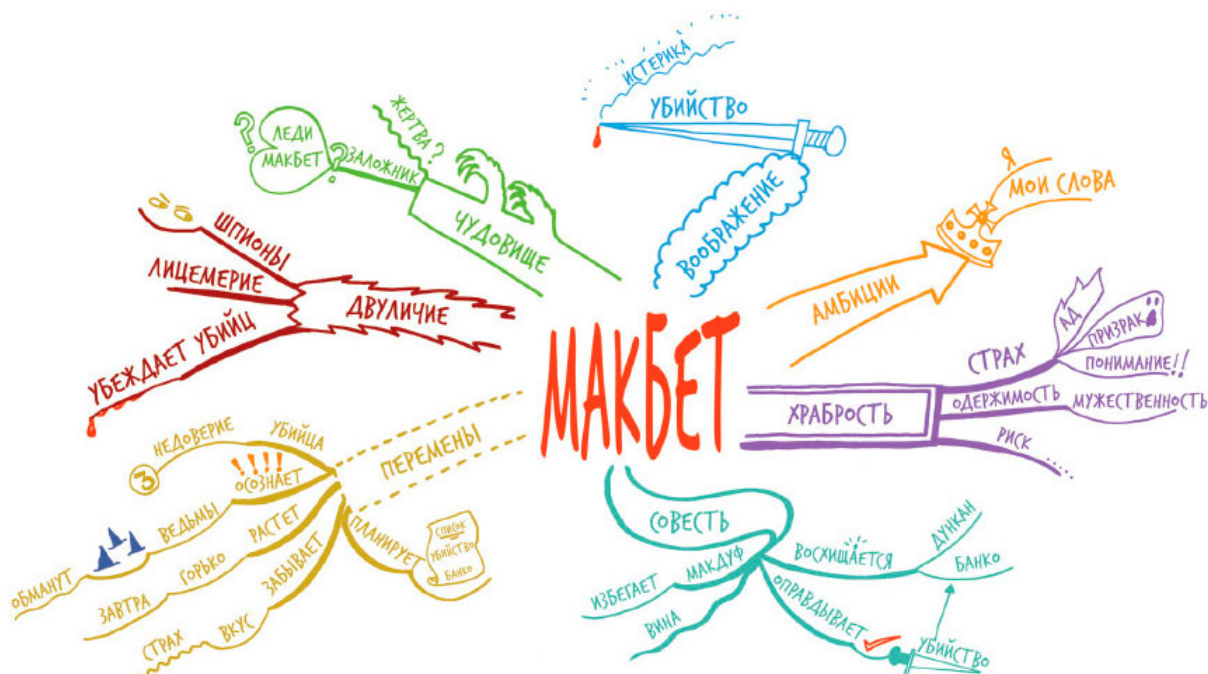 МАКБЕТ
ВООБРАЖЕНИЕ
УБИЙСТВО
ИСТЕРИКА
АМБИЦИИ
Я
МОИ СЛОВА
ХРАБРОСТЬ
СТРАХ
АД
ПРИЗРАК
ПОНИМАНИЕ!!
ОДЕРЖИМОСТЬ
МУЖЕСТВЕННОСТЬ
РИСК
СОВЕСТЬ
ВОСХИЩАЕТСЯ
ДУНКАН
БАНКО
ОПРАВДЫВАЕТ
УБИЙСТВО
ВИНА
МАКДУФ
ИЗБЕГАЕТ
ПЕРЕМЕНЫ
ПЛАНИРУЕТ
СПИСОК
УБИЙСТВО
БАНКО
ЗАБЫВАЕТ
ВКУС
СТРАХ
РАСТЕТ
ГОРЬКО
ЗАВТРА
!!!!
ОСОЗНАЕТ
ВЕДЬМЫ
ОБМАНУТ
УБИЙЦА
НЕДОВЕРИЕ
3
ДВУЛИЧИЕ
УБЕЖДАЕТ УБИЙЦ
ЛИЦЕМЕРИЕ
ШПИОНЫ
ЧУДОВИЩЕ
ЗАЛОЖНИК
?
ЛЕДИ
МАКБЕТ
?
ЖЕРТВА?